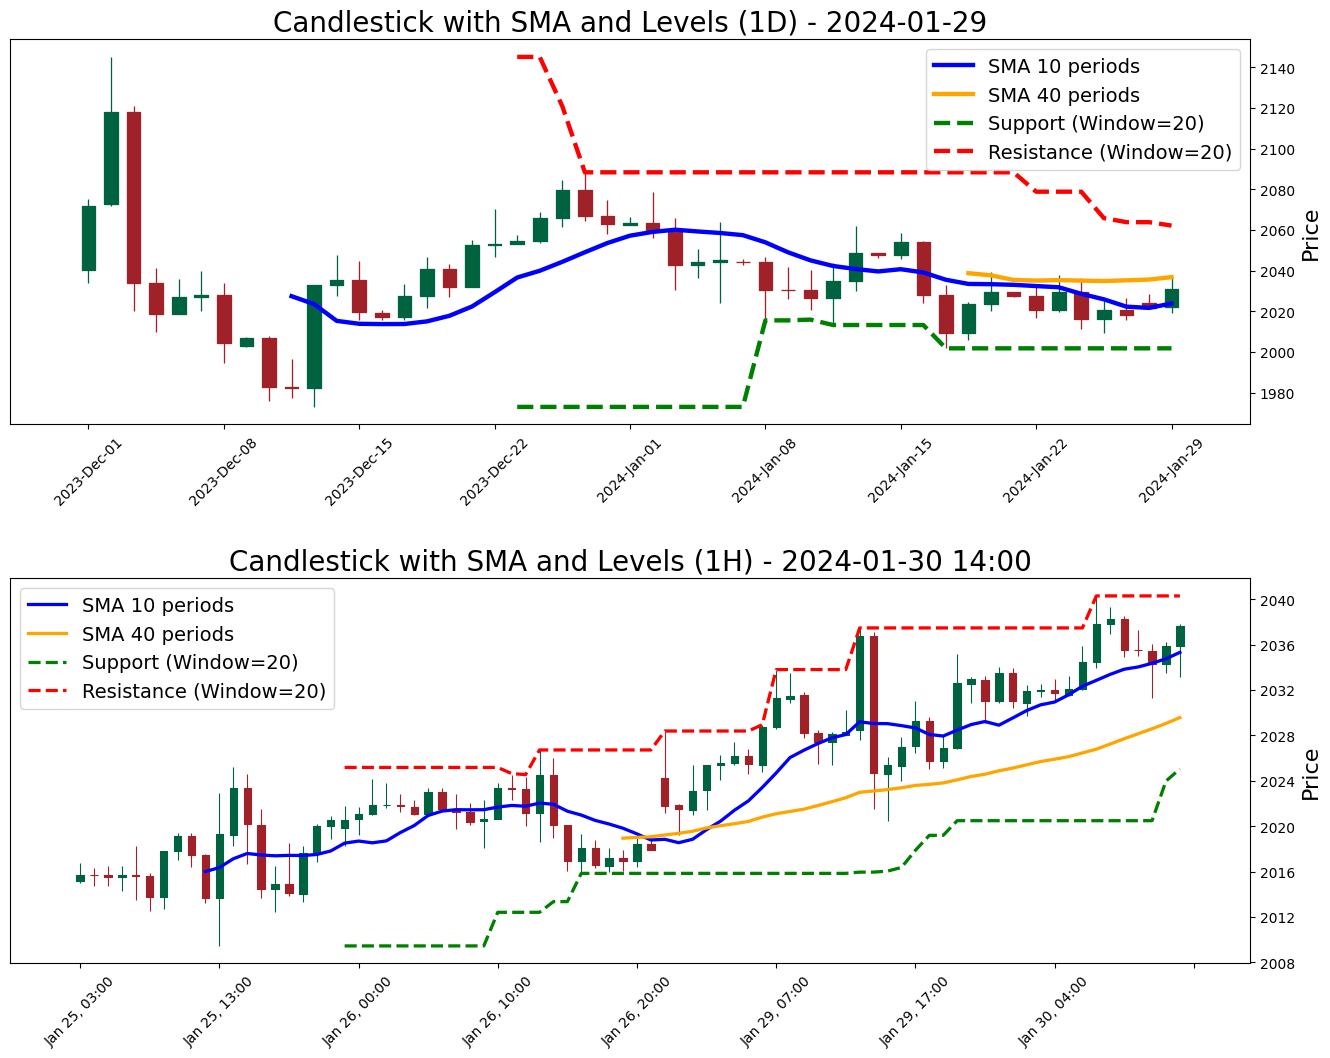 Candlestick with SMA and Levels (1D) - 2024-01-29
SMA 10 periods
SMA 40 periods
Support (Window=20)
Resistance (Window=20)
2140
2120
2100
2080
2060
2040
2020
2000
1980
Price
2023-Dec-01
2023-Dec-08
2023-Dec-15
2023-Dec-22
2024-Jan-01
2024-Jan-08
2024-Jan-15
2024-Jan-22
2024-Jan-29
Candlestick with SMA and Levels (1H) - 2024-01-30 14:00
SMA 10 periods
SMA 40 periods
Support (Window=20)
Resistance (Window=20)
2040
2036
2032
2028
2024
2020
2016
2012
2008
Price
Jan 25, 03:00
Jan 25, 13:00
Jan 26, 00:00
Jan 26, 10:00
Jan 26, 20:00
Jan 29, 07:00
Jan 29, 17:00
Jan 30, 04:00